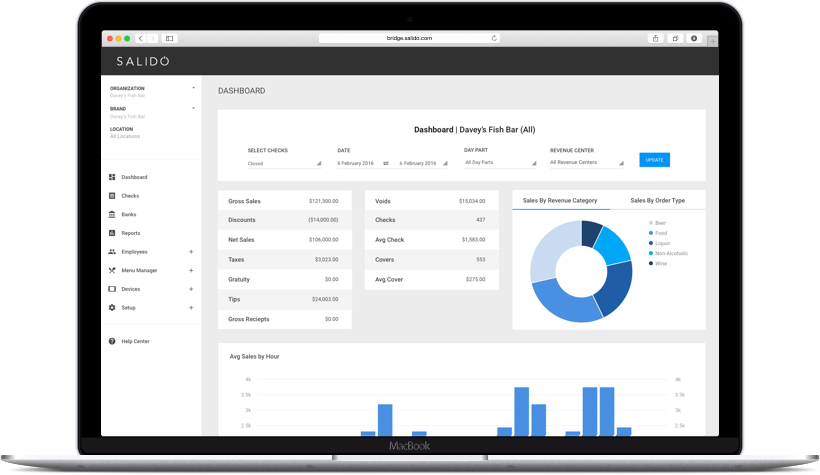 bridge.salido.com
SALIDO
ORGANIZATION
Davey's Fish Bar
BRAND
Davey's Fish Bar
LOCATION
All Locations
Dashboard
Checks
Banks
Reports
Employees +
Menu Manager +
Devices +
Setup +
Help Center
DASHBOARD
Dashboard | Davey's Fish Bar (All)
SELECT CHECKS DATE DAY PART REVENUE CENTER
Closed 6 February 2016 6 February 2016 All Day Parts All Revenue Centers UPDATE
Gross Sales $121,300.00
Discounts ($14,000.00)
Net Sales $106,000.00
Taxes $3,023.00
Gratuity $0.00
Tips $24,003.00
Gross Reciepts $0.00
Voids $15,034.00
Checks 437
Avg Check $1,583.00
Covers 553
Avg Cover $275.00
Sales By Revenue Category Sales By Order Type
Beer
Food
Liquor
Non-Alcoholic
Wine
Avg Sales by Hour
4k 4k
3.5k 3.5k
3k 3k
2.5k 2.5k
MacBook